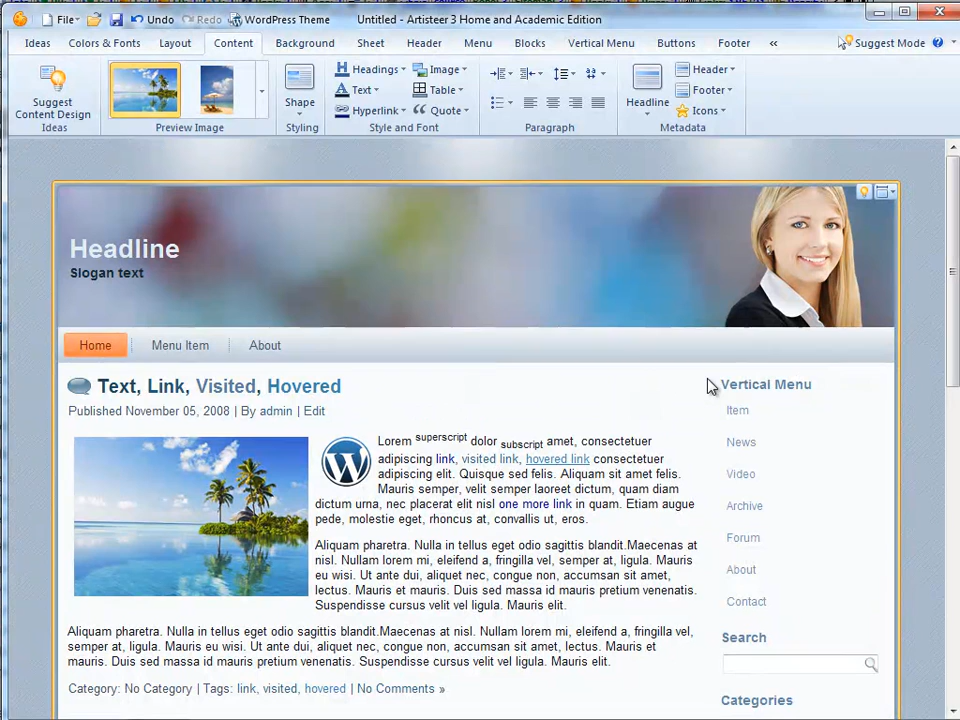 File Undo Redo WordPress Theme Untitled - Artisteer 3 Home and Academic Edition
Ideas Colors & Fonts Layout Content Background Sheet Header Menu Blocks Vertical Menu Buttons Footer « Suggest Mode
Suggest Content Design
Ideas
Preview Image
Shape
Styling
Headings Image
Text Table
Hyperlink Quote
Style and Font
Paragraph
Headline
Header
Footer
Icons
Metadata
Headline
Slogan text
Home Menu Item About
Text, Link, Visited, Hovered
Published November 05, 2008 | By admin | Edit
Lorem superscript dolor subscript amet, consectetuer
adipiscing link, visited link, hovered link consectetuer
adipiscing elit. Quisque sed felis. Aliquam sit amet felis.
Mauris semper, velit semper laoreet dictum, quam diam
dictum urna, nec placerat elit nisl one more link in quam. Etiam augue
pede, molestie eget, rhoncus at, convallis ut, eros.
Aliquam pharetra. Nulla in tellus eget odio sagittis blandit.Maecenas at
nisl. Nullam lorem mi, eleifend a, fringilla vel, semper at, ligula. Mauris
eu wisi. Ut ante dui, aliquet nec, congue non, accumsan sit amet,
lectus. Mauris et mauris. Duis sed massa id mauris pretium venenatis.
Suspendisse cursus velit vel ligula. Mauris elit.
Aliquam pharetra. Nulla in tellus eget odio sagittis blandit.Maecenas at nisl. Nullam lorem mi, eleifend a, fringilla vel,
semper at, ligula. Mauris eu wisi. Ut ante dui, aliquet nec, congue non, accumsan sit amet, lectus. Mauris et
mauris. Duis sed massa id mauris pretium venenatis. Suspendisse cursus velit vel ligula. Mauris elit.
Category: No Category | Tags: link, visited, hovered | No Comments »
Vertical Menu
Item
News
Video
Archive
Forum
About
Contact
Search
Categories